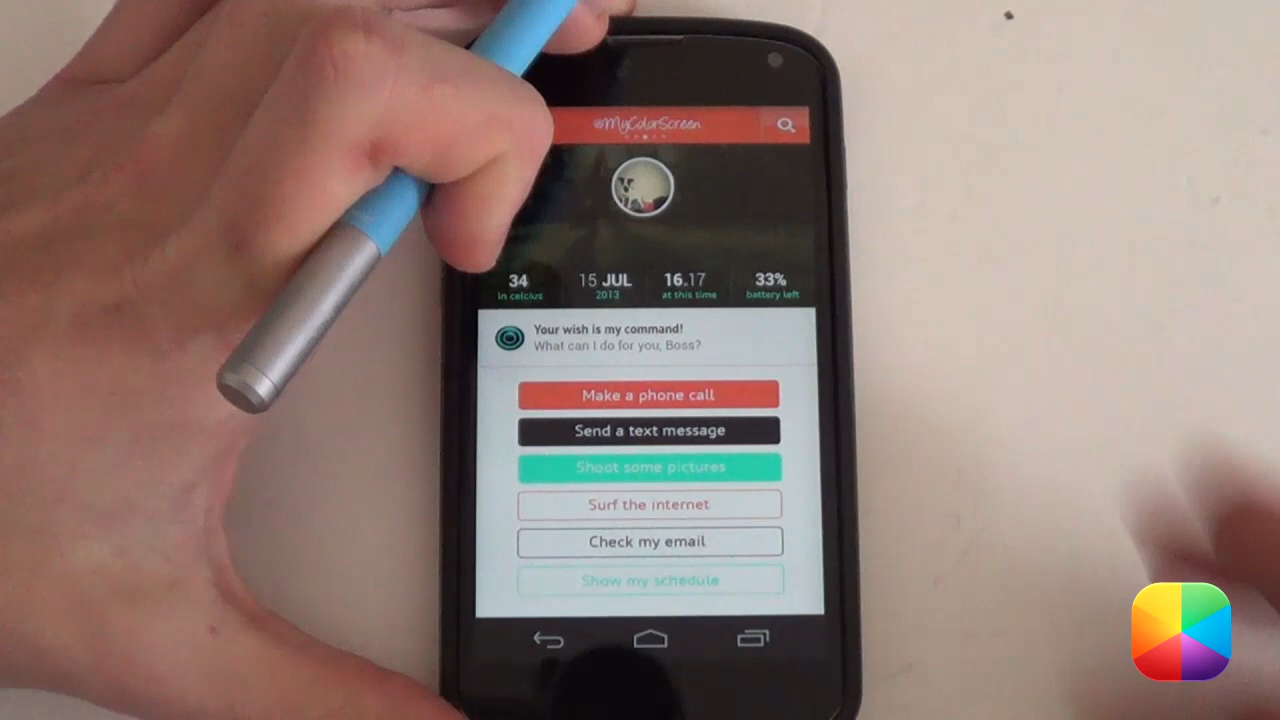 @MyColorScreen
34
in celcius
15 JUL
2013
16.17
at this time
33%
battery left
Your wish is my command!
What can I do for you, Boss?
Make a phone call
Send a text message
Shoot some pictures
Surf the internet
Check my email
Show my schedule